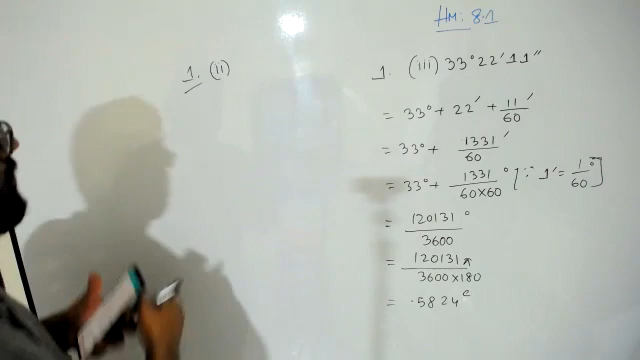 HM: 8.1
1. (II)
1. (III) 33°22'11"
= 33° + 22' + 11/60 '
= 33° + 1331/60 '
= 33° + 1331/60×60 ° [∵ 1' = 1/60 °]
= 120131/3600 °
= 120131π/3600×180
= .5824ᶜ